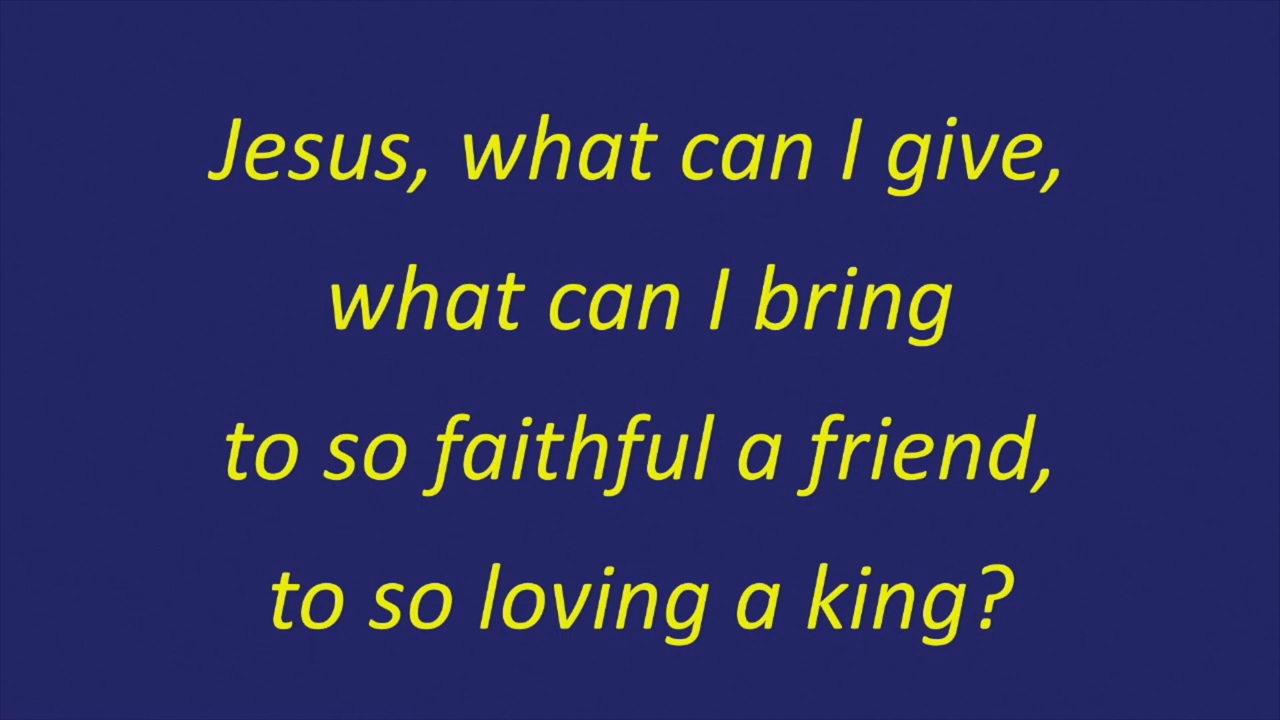 Jesus, what can I give,
what can I bring
to so faithful a friend,
to so loving a king?